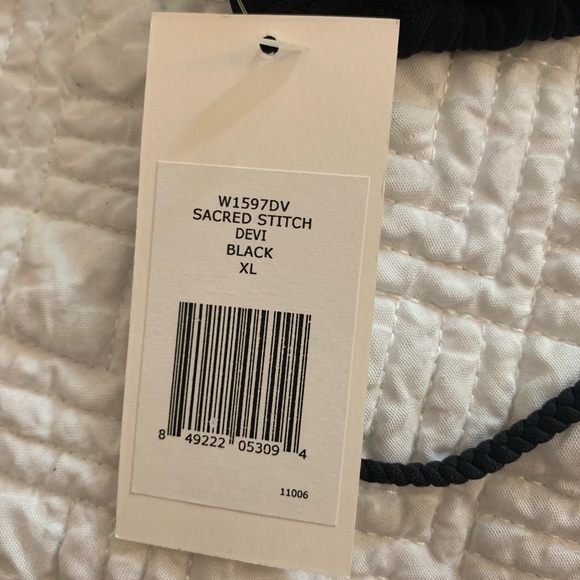 W1597DV
SACRED STITCH
DEVI
BLACK
XL
8 49222 05309 4
11006